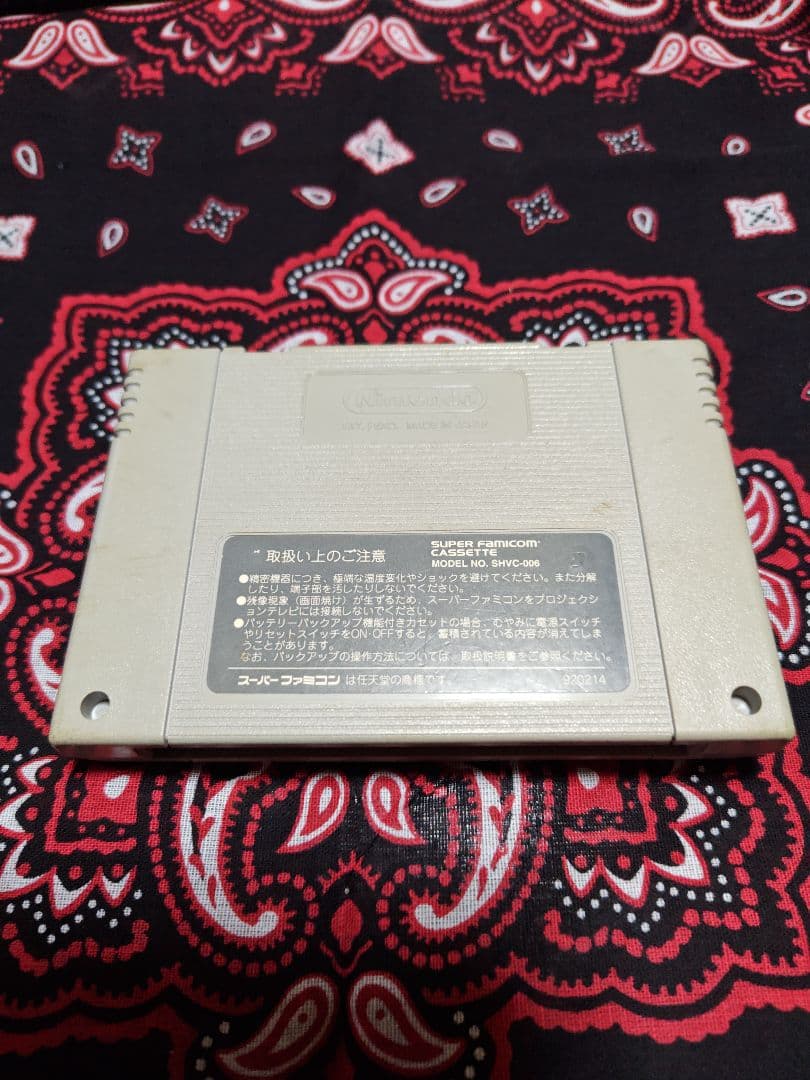 Nintendo
MADE IN JAPAN
取扱い上のご注意
SUPER FAMICOM
CASSETTE
MODEL NO. SHVC-006
●精密機器につき、極端な温度変化やショックを避けてください。また分解
したり、端子部を汚したりしないでください。
●残像現象（画面焼け）が生ずるため、スーパーファミコンをプロジェクシ
ョンテレビには接続しないでください。
●バッテリーバックアップ機能付きカセットの場合、むやみに電源スイッチ
やリセットスイッチをON・OFFすると、蓄積されている内容が消えてしま
うことがあります。
なお、バックアップの操作方法については、取扱説明書をご参照ください。
スーパーファミコンは任天堂の商標です。 920214